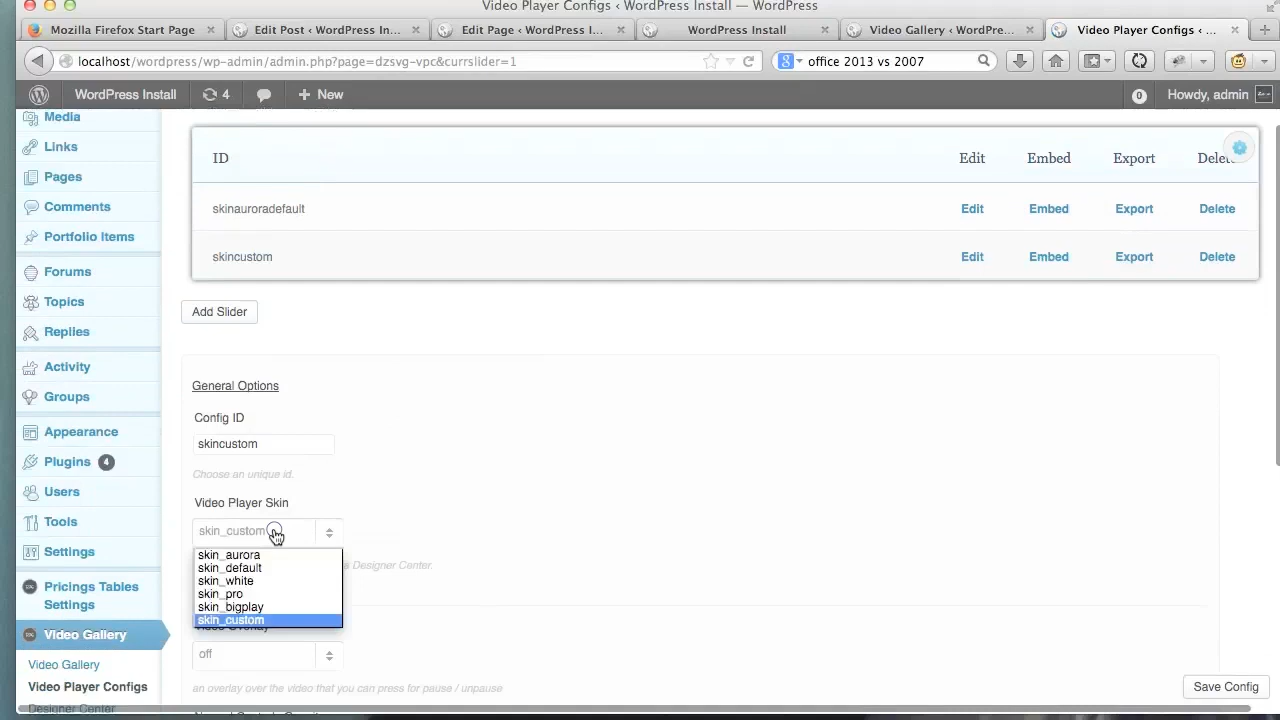 Video Player Configs ‹ WordPress Install — WordPress
Mozilla Firefox Start Page
Edit Post ‹ WordPress In...
Edit Page ‹ WordPress I...
WordPress Install
Video Gallery ‹ WordPre...
Video Player Configs ‹ ...
localhost/wordpress/wp-admin/admin.php?page=dzsvg-vpc&currslider=1
office 2013 vs 2007
WordPress Install
4
New
0
Howdy, admin
Media
Links
Pages
Comments
Portfolio Items
Forums
Topics
Replies
Activity
Groups
Appearance
Plugins 4
Users
Tools
Settings
Pricings Tables
Settings
Video Gallery
Video Gallery
Video Player Configs
Designer Center
ID Edit Embed Export Delete
skinauroradefault Edit Embed Export Delete
skincustom Edit Embed Export Delete
Add Slider
General Options
Config ID
skincustom
Choose an unique id.
Video Player Skin
skin_custom
skin_aurora
skin_default
skin_white
skin_pro
skin_bigplay
skin_custom
Designer Center.
Video Overlay
off
an overlay over the video that you can press for pause / unpause
Save Config